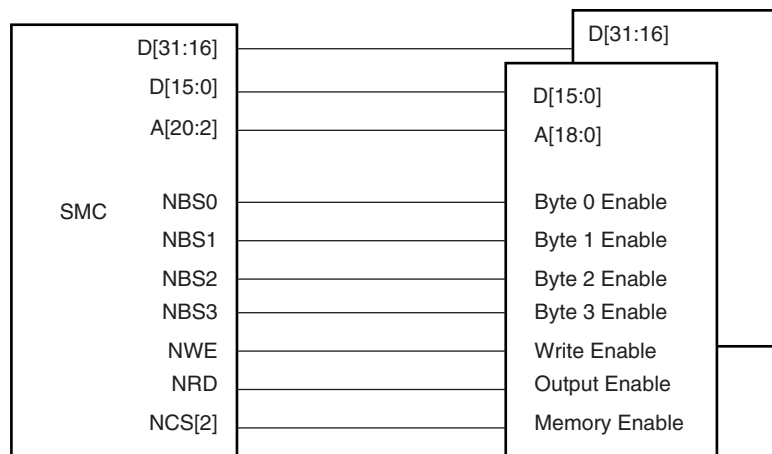 D[31:16] D[31:16]
D[15:0] D[15:0]
A[20:2] A[18:0]
SMC NBS0 Byte 0 Enable
NBS1 Byte 1 Enable
NBS2 Byte 2 Enable
NBS3 Byte 3 Enable
NWE Write Enable
NRD Output Enable
NCS[2] Memory Enable